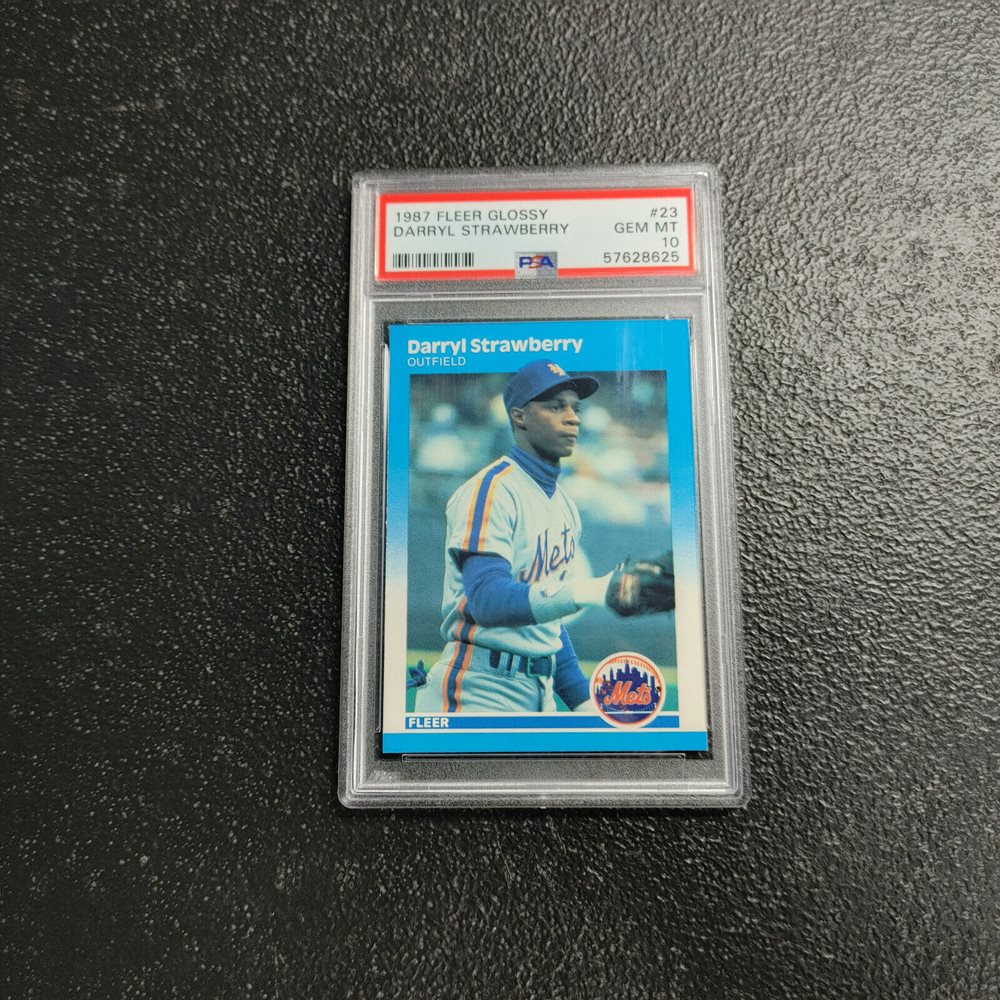 1987 FLEER GLOSSY #23
DARRYL STRAWBERRY GEM MT
10
PSA 57628625
Darryl Strawberry
OUTFIELD
Mets
Mets
FLEER